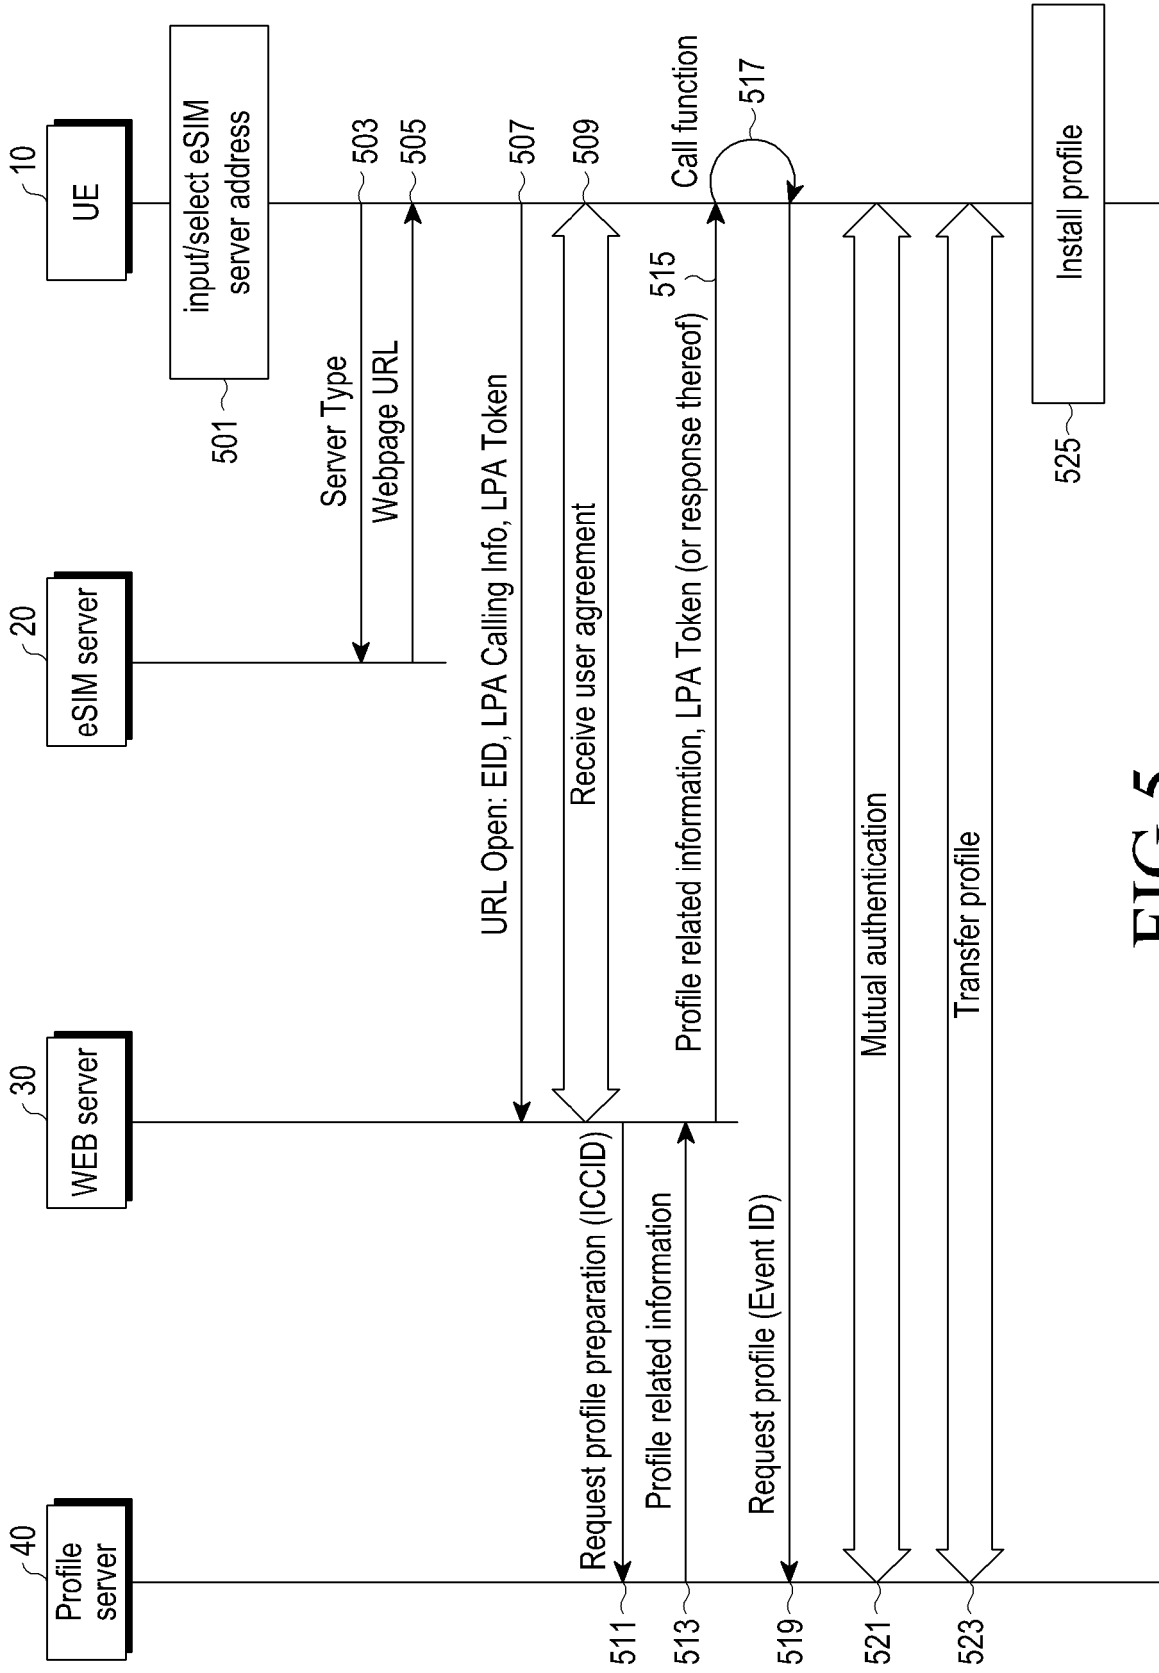 40
Profile
server
30
WEB server
20
eSIM server
10
UE
input/select eSIM
server address
501
Server Type
503
Webpage URL
505
URL Open: EID, LPA Calling Info, LPA Token
507
Receive user agreement
509
Request profile preparation (ICCID)
511
Profile related information
513
Profile related information, LPA Token (or response thereof)
515
Call function
517
Request profile (Event ID)
519
Mutual authentication
521
Transfer profile
523
Install profile
525
FIG. 5